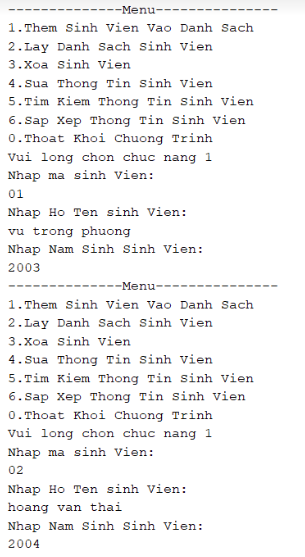 --------------Menu---------------
1.Them Sinh Vien Vao Danh Sach
2.Lay Danh Sach Sinh Vien
3.Xoa Sinh Vien
4.Sua Thong Tin Sinh Vien
5.Tim Kiem Thong Tin Sinh Vien
6.Sap Xep Thong Tin Sinh Vien
0.Thoat Khoi Chuong Trinh
Vui long chon chuc nang 1
Nhap ma sinh Vien:
01
Nhap Ho Ten sinh Vien:
vu trong phuong
Nhap Nam Sinh Sinh Vien:
2003
--------------Menu---------------
1.Them Sinh Vien Vao Danh Sach
2.Lay Danh Sach Sinh Vien
3.Xoa Sinh Vien
4.Sua Thong Tin Sinh Vien
5.Tim Kiem Thong Tin Sinh Vien
6.Sap Xep Thong Tin Sinh Vien
0.Thoat Khoi Chuong Trinh
Vui long chon chuc nang 1
Nhap ma sinh Vien:
02
Nhap Ho Ten sinh Vien:
hoang van thai
Nhap Nam Sinh Sinh Vien:
2004